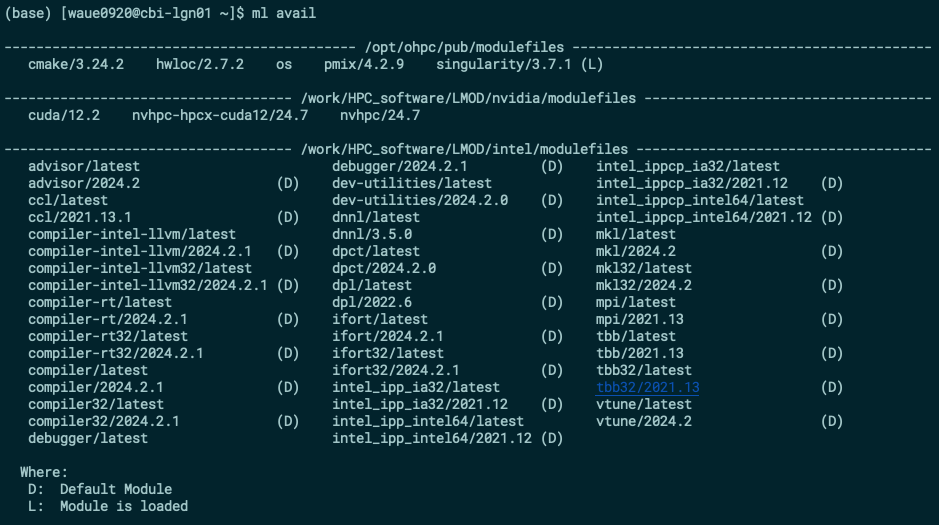 (base) [waue0920@cbi-lgn01 ~]$ ml avail
-------------------------------------------- /opt/ohpc/pub/modulefiles ---------------------------------------------
cmake/3.24.2    hwloc/2.7.2    os    pmix/4.2.9    singularity/3.7.1 (L)
------------------------------------ /work/HPC_software/LMOD/nvidia/modulefiles ------------------------------------
cuda/12.2    nvhpc-hpcx-cuda12/24.7    nvhpc/24.7
------------------------------------ /work/HPC_software/LMOD/intel/modulefiles -------------------------------------
advisor/latest                        debugger/2024.2.1         (D)    intel_ippcp_ia32/latest
advisor/2024.2                 (D)    dev-utilities/latest             intel_ippcp_ia32/2021.12    (D)
ccl/latest                            dev-utilities/2024.2.0    (D)    intel_ippcp_intel64/latest
ccl/2021.13.1                  (D)    dnnl/latest                      intel_ippcp_intel64/2021.12 (D)
compiler-intel-llvm/latest            dnnl/3.5.0                (D)    mkl/latest
compiler-intel-llvm/2024.2.1   (D)    dpct/latest                      mkl/2024.2                  (D)
compiler-intel-llvm32/latest          dpct/2024.2.0             (D)    mkl32/latest
compiler-intel-llvm32/2024.2.1 (D)    dpl/latest                       mkl32/2024.2                (D)
compiler-rt/latest                    dpl/2022.6                (D)    mpi/latest
compiler-rt/2024.2.1           (D)    ifort/latest                     mpi/2021.13                 (D)
compiler-rt32/latest                  ifort/2024.2.1            (D)    tbb/latest
compiler-rt32/2024.2.1         (D)    ifort32/latest                   tbb/2021.13                 (D)
compiler/latest                       ifort32/2024.2.1          (D)    tbb32/latest
compiler/2024.2.1              (D)    intel_ipp_ia32/latest            tbb32/2021.13               (D)
compiler32/latest                     intel_ipp_ia32/2021.12    (D)    vtune/latest
compiler32/2024.2.1            (D)    intel_ipp_intel64/latest         vtune/2024.2                (D)
debugger/latest                       intel_ipp_intel64/2021.12 (D)
Where:
D:  Default Module
L:  Module is loaded